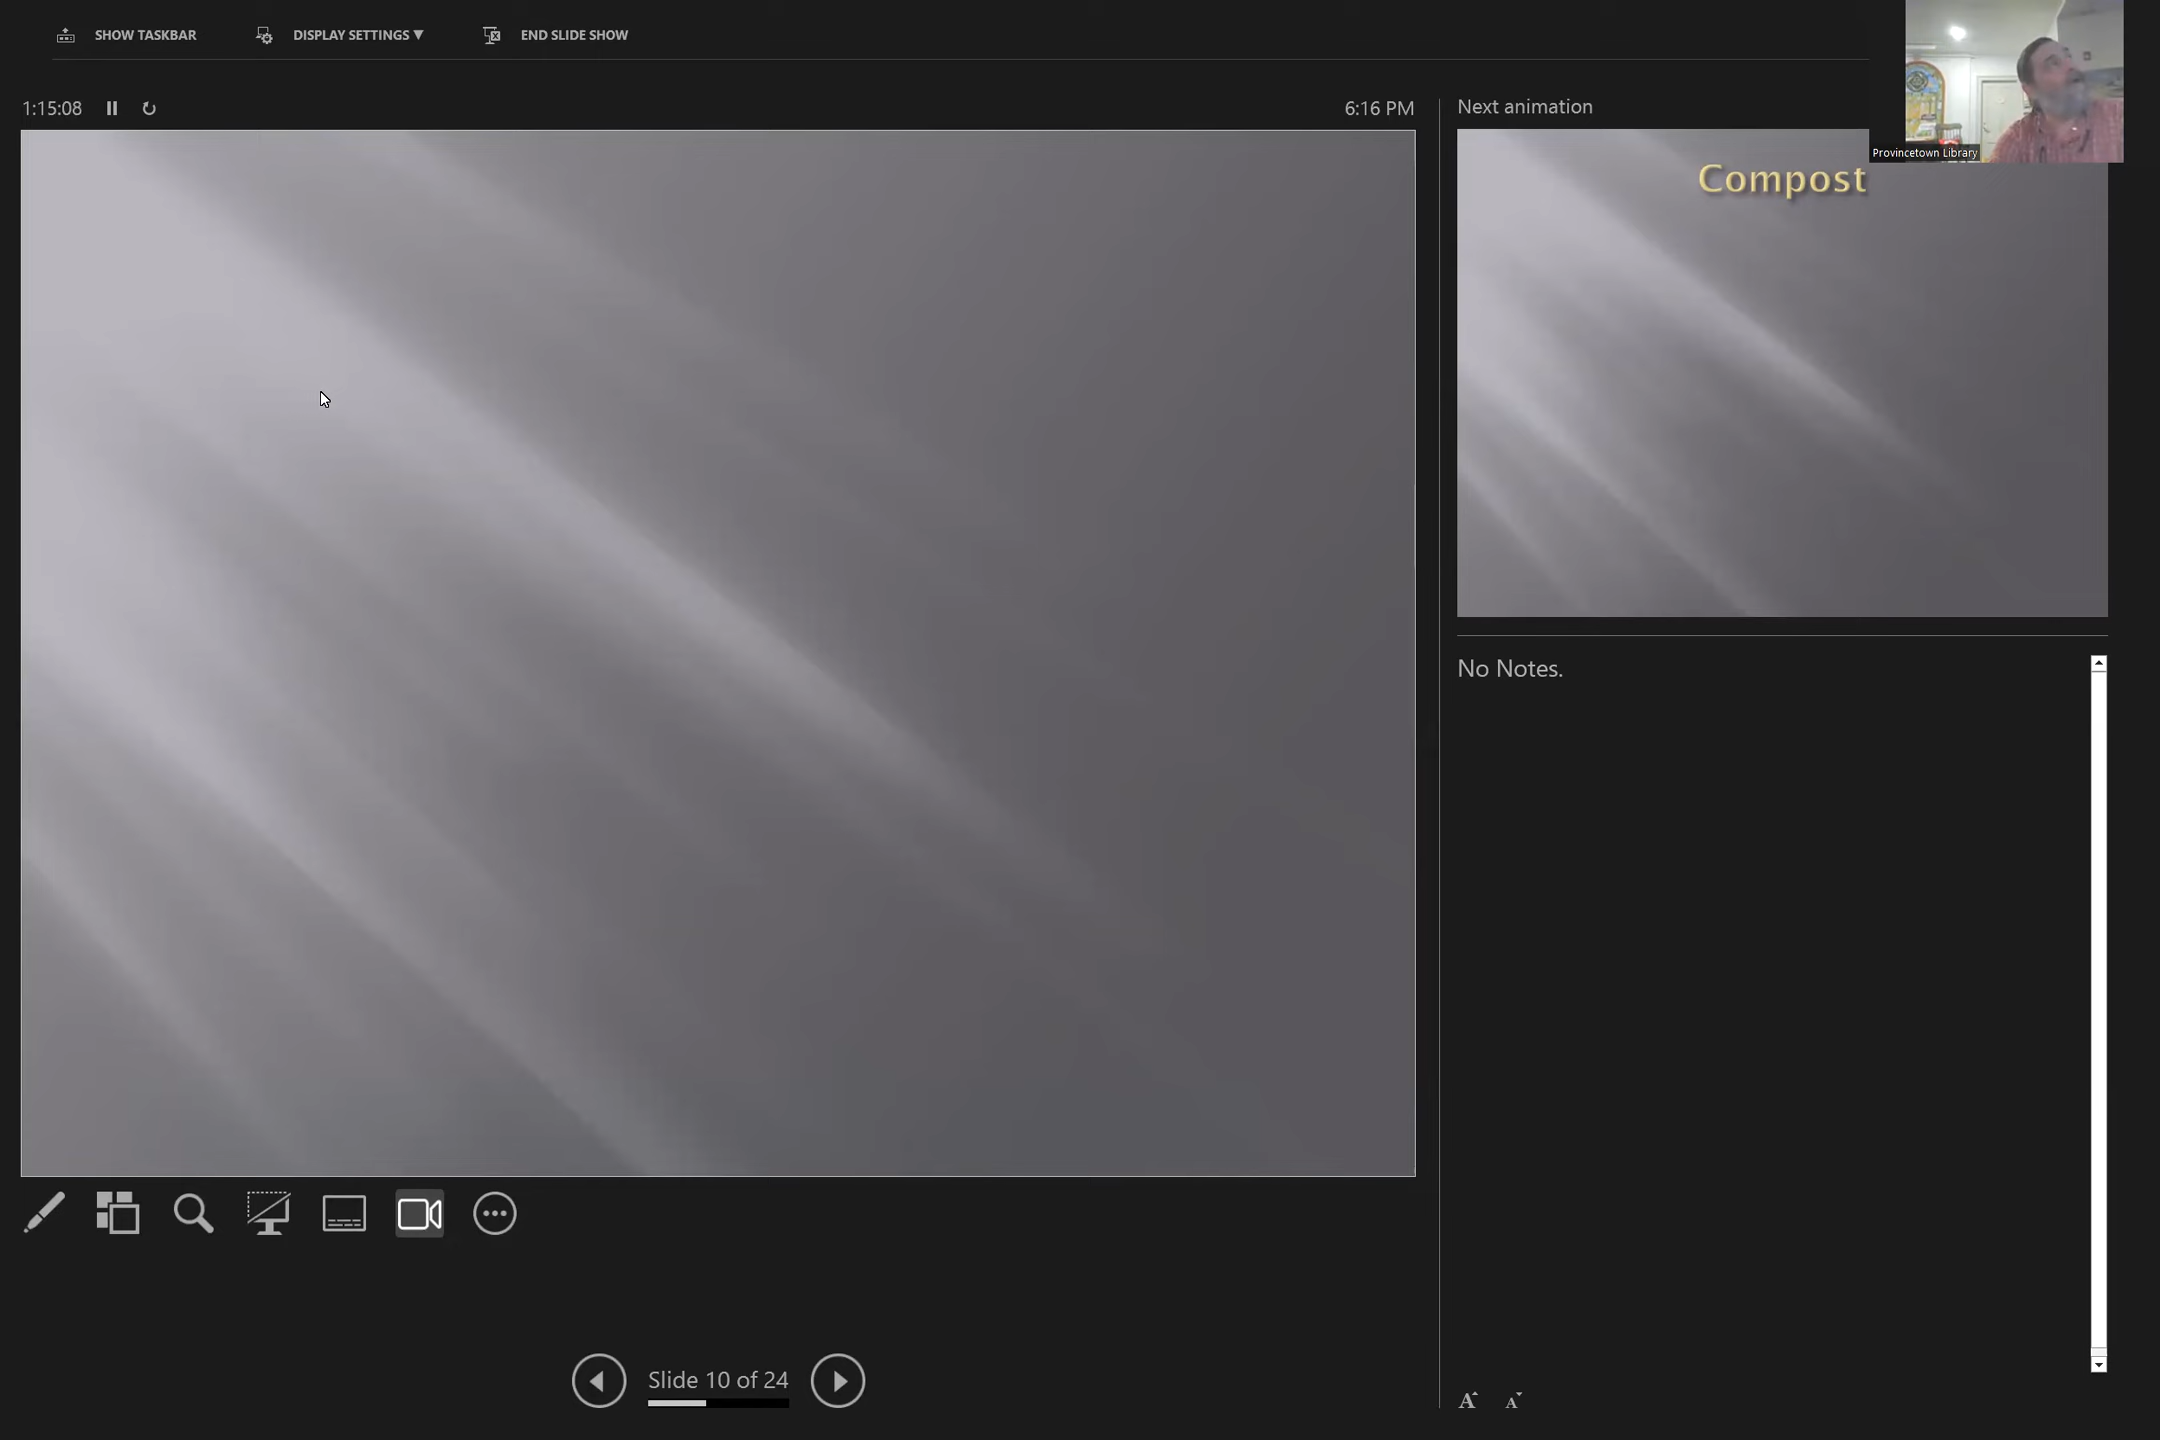 SHOW TASKBAR DISPLAY SETTINGS ▼ END SLIDE SHOW
1:15:08 6:16 PM
Next animation
Provincetown Library
Compost
No Notes.
Slide 10 of 24
A A